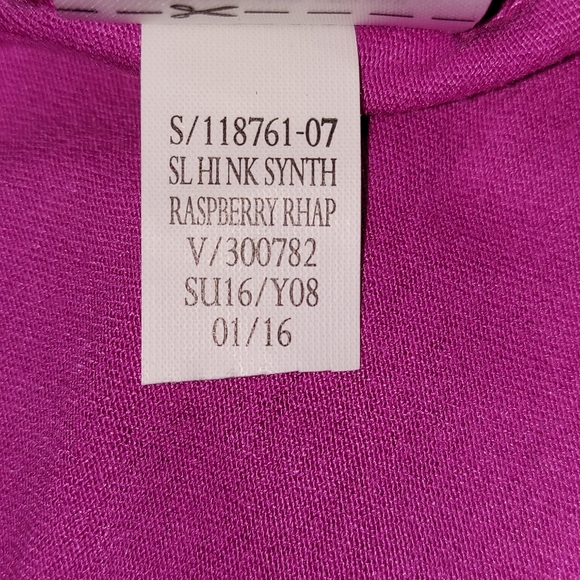 S/118761-07
SL HI NK SYNTH
RASPBERRY RHAP
V/300782
SU16/Y08
01/16